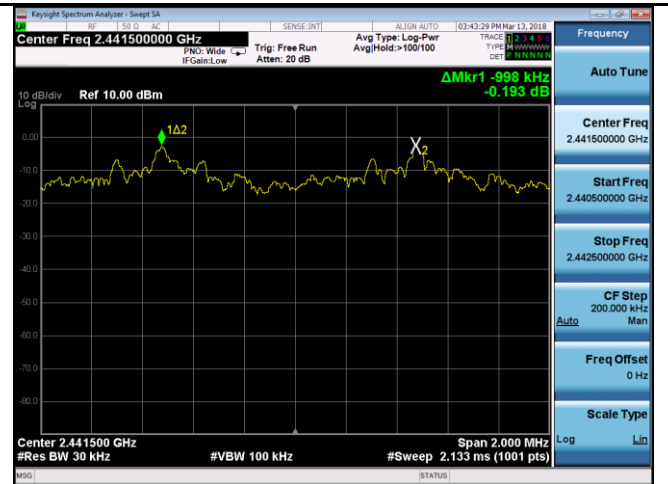 Keysight Spectrum Analyzer - Swept SA
RF 50 Ω AC SENSE:INT ALIGN AUTO 03:43:29 PM Mar 13, 2018
Center Freq 2.441500000 GHz
PNO: Wide
IFGain:Low
Trig: Free Run
Atten: 20 dB
Avg Type: Log-Pwr
Avg|Hold:>100/100
TRACE 1 2 3 4 5 6
TYPE M WWWWW
DET P N N N N N
ΔMkr1 -998 kHz
-0.193 dB
10 dB/div Ref 10.00 dBm
Log
0.00
-10.0
-20.0
-30.0
-40.0
-50.0
-60.0
-70.0
-80.0
1Δ2
X2
Center 2.441500 GHz Span 2.000 MHz
#Res BW 30 kHz #VBW 100 kHz #Sweep 2.133 ms (1001 pts)
MSG STATUS
Frequency
Auto Tune
Center Freq
2.441500000 GHz
Start Freq
2.440500000 GHz
Stop Freq
2.442500000 GHz
CF Step
200.000 kHz
Auto Man
Freq Offset
0 Hz
Scale Type
Log Lin